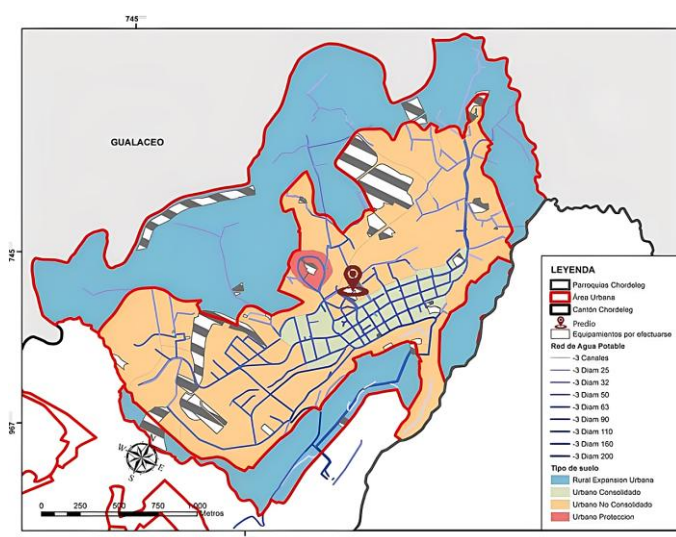 745
GUALACEO
745
967
N
W
E
S
0 250 500 750 1.000
Metros
LEYENDA
Parroquias Chordeleg
Área Urbana
Cantón Chordeleg
Predio
Equipamientos por efectuarse
Red de Agua Potable
-3 Canales
-3 Diam 25
-3 Diam 32
-3 Diam 50
-3 Diam 63
-3 Diam 90
-3 Diam 110
-3 Diam 160
-3 Diam 200
Tipo de suelo
Rural Expansion Urbana
Urbano Consolidado
Urbano No Consolidado
Urbano Proteccion